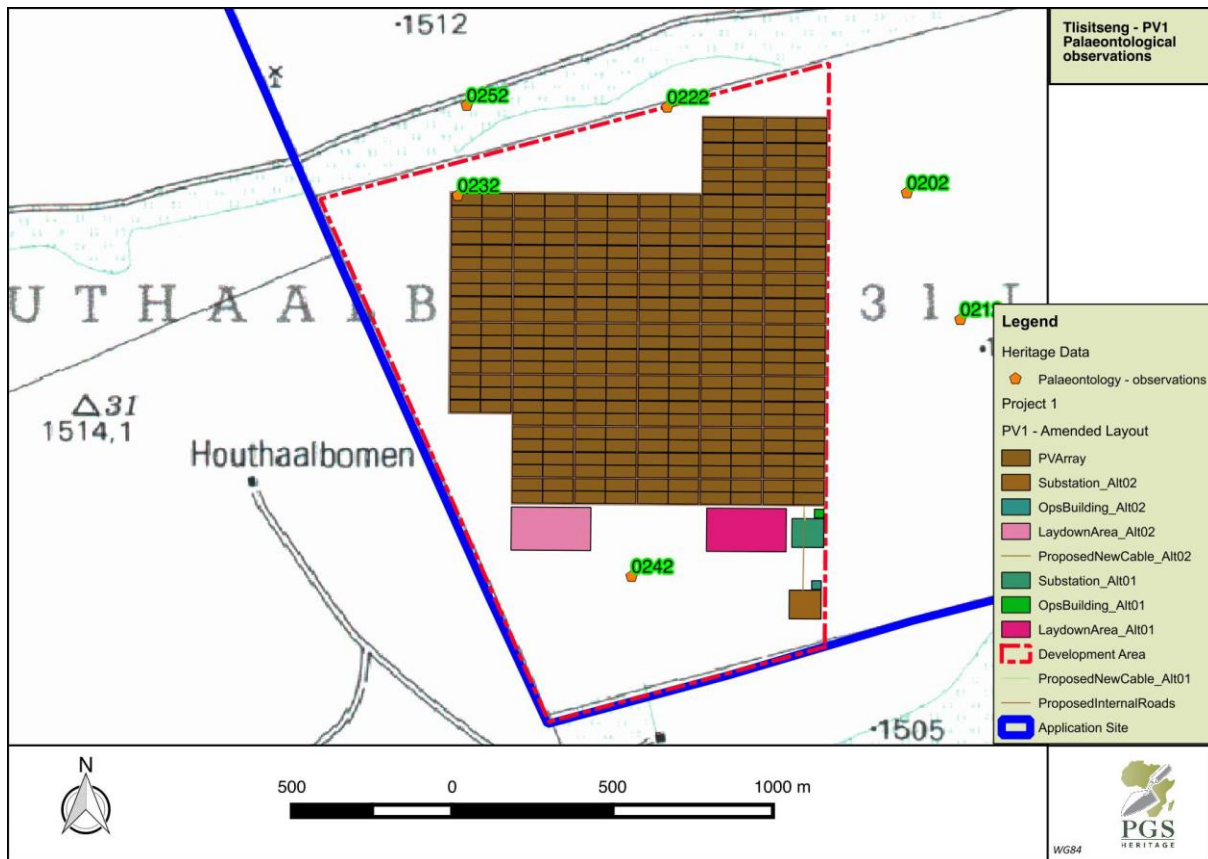 Tlisitseng - PV1
Palaeontological
observations
·1512
0252
0222
0232
0202
UTHAALB 31 J
0212
△31
1514,1
Houthaalbomen
0242
·1505
Legend
Heritage Data
Palaeontology - observations
Project 1
PV1 - Amended Layout
PVArray
Substation_Alt02
OpsBuilding_Alt02
LaydownArea_Alt02
ProposedNewCable_Alt02
Substation_Alt01
OpsBuilding_Alt01
LaydownArea_Alt01
Development Area
ProposedNewCable_Alt01
ProposedInternalRoads
Application Site
N
500 0 500 1000 m
PGS
HERITAGE
WG84